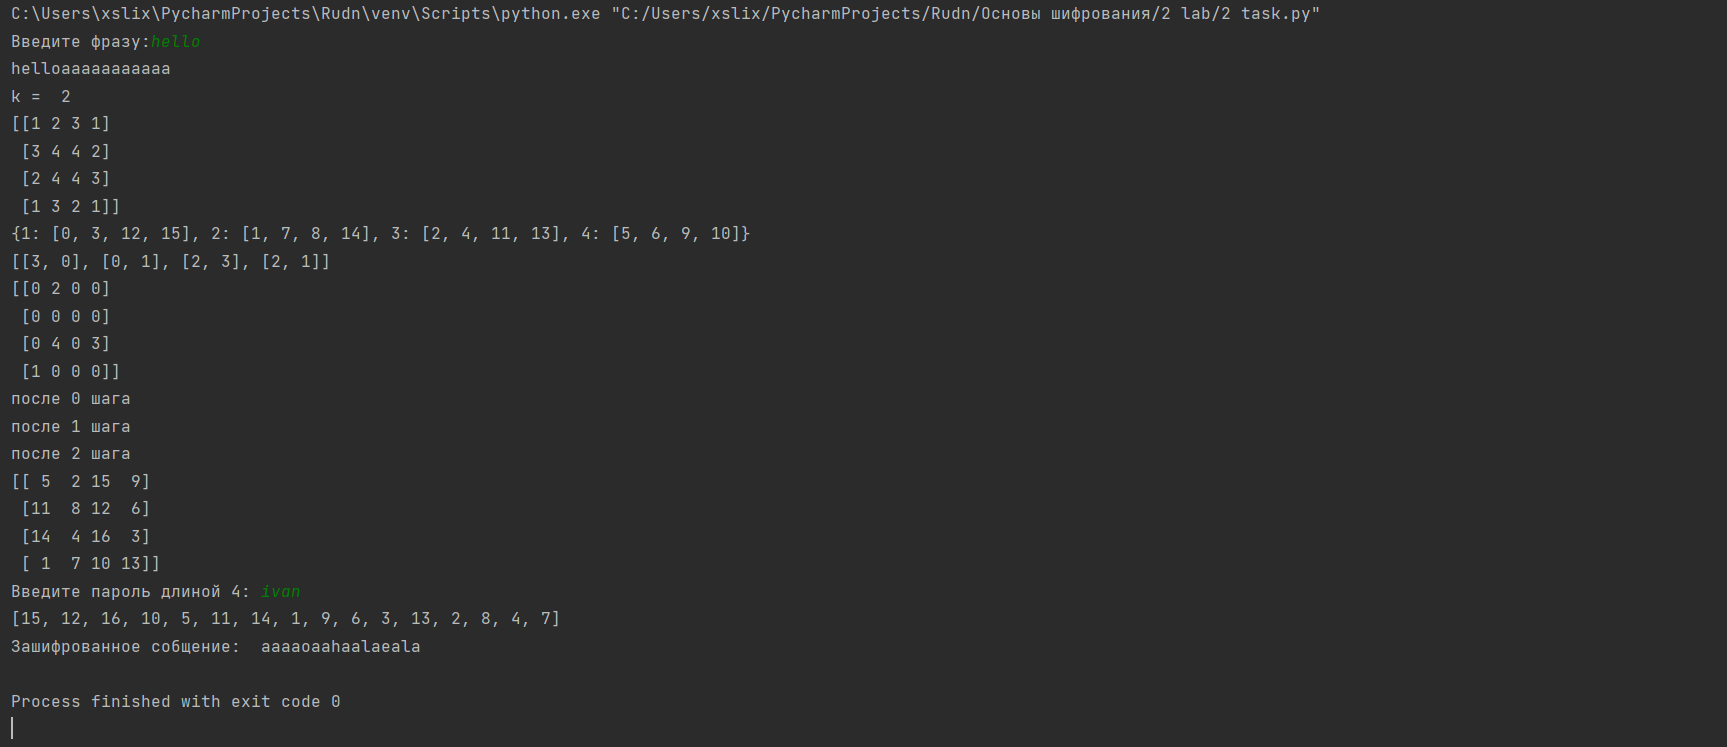 C:\Users\xslix\PycharmProjects\Rudn\venv\Scripts\python.exe "C:/Users/xslix/PycharmProjects/Rudn/Основы шифрования/2 lab/2 task.py"
Введите фразу:hello
helloaaaaaaaaaaa
k =  2
[[1 2 3 1]
 [3 4 4 2]
 [2 4 4 3]
 [1 3 2 1]]
{1: [0, 3, 12, 15], 2: [1, 7, 8, 14], 3: [2, 4, 11, 13], 4: [5, 6, 9, 10]}
[[3, 0], [0, 1], [2, 3], [2, 1]]
[[0 2 0 0]
 [0 0 0 0]
 [0 4 0 3]
 [1 0 0 0]]
после 0 шага
после 1 шага
после 2 шага
[[ 5  2 15  9]
 [11  8 12  6]
 [14  4 16  3]
 [ 1  7 10 13]]
Введите пароль длиной 4: ivan
[15, 12, 16, 10, 5, 11, 14, 1, 9, 6, 3, 13, 2, 8, 4, 7]
Зашифрованное собщение:  aaaaoaahaalaeala
Process finished with exit code 0